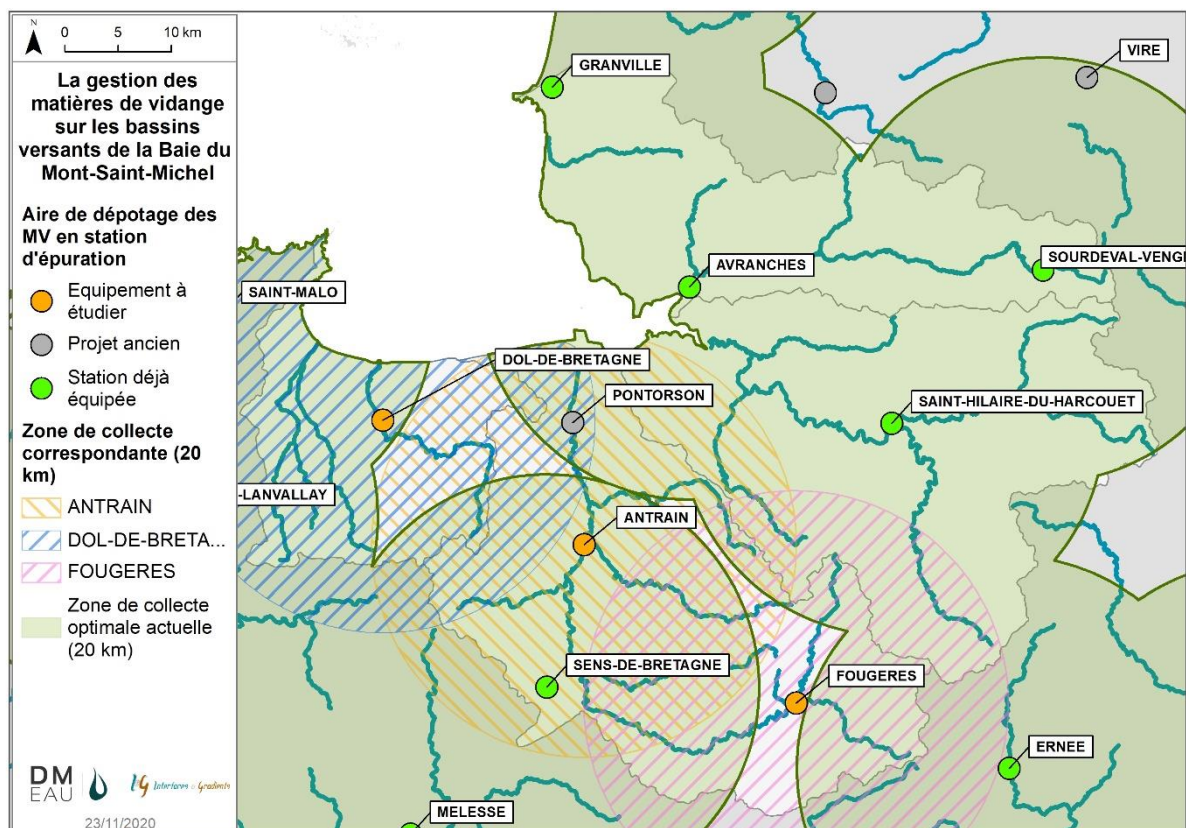 N
0 5 10 km
La gestion des
matières de vidange
sur les bassins
versants de la Baie du
Mont-Saint-Michel
Aire de dépotage des
MV en station
d'épuration
Equipement à
étudier
Projet ancien
Station déjà
équipée
Zone de collecte
correspondante (20
km)
ANTRAIN
DOL-DE-BRETA...
FOUGERES
Zone de collecte
optimale actuelle
(20 km)
DM
EAU
Interfaces & Gradients
23/11/2020
GRANVILLE
VIRE
AVRANCHES
SOURDEVAL-VENGE
SAINT-MALO
DOL-DE-BRETAGNE
PONTORSON
SAINT-HILAIRE-DU-HARCOUET
-LANVALLAY
ANTRAIN
SENS-DE-BRETAGNE
FOUGERES
ERNEE
MELESSE